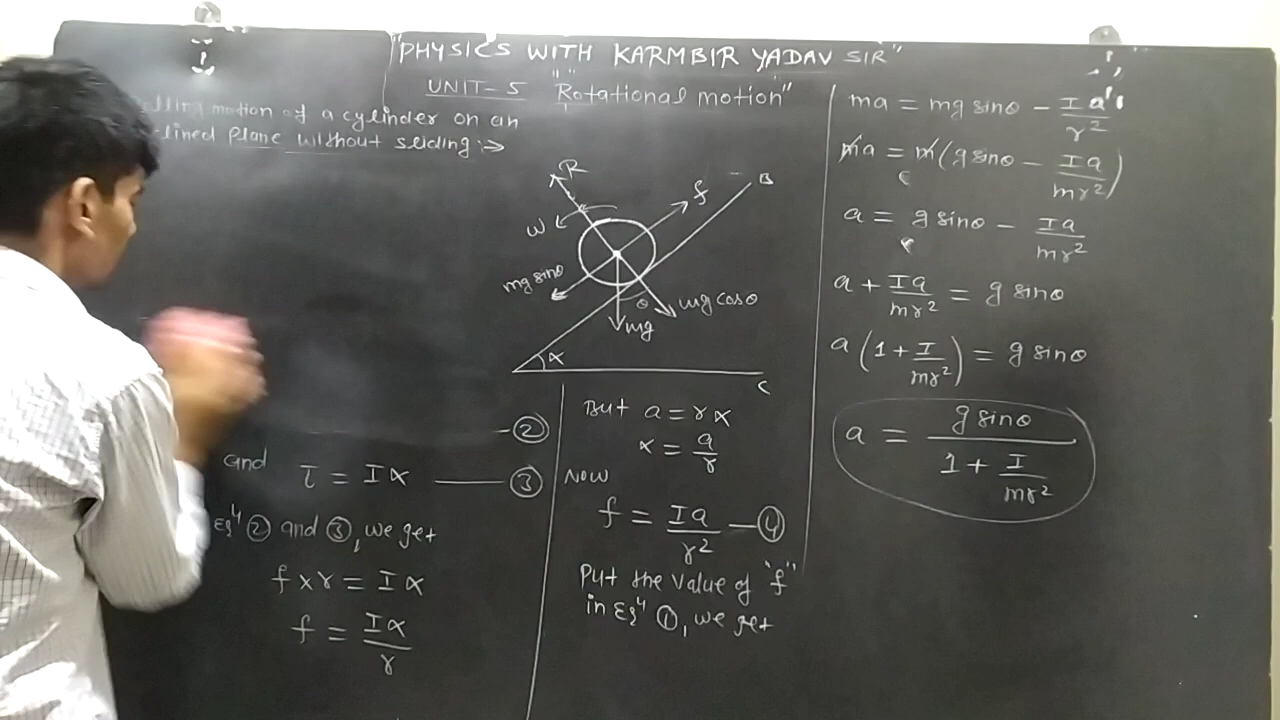 "PHYSICS WITH KARMBIR YADAV SIR"
UNIT-5 "Rotational motion"
motion of a cylinder on an
plane without sliding :→
R
ω
f
B
mg sinθ
θ
mg cosθ
mg
α
C
— ②
and τ = Iα — ③
Eqⁿ ② and ③, we get
f × r = Iα
f = Iα/r
But a = rα
α = a/r
Now
f = Ia/r² — ④
Put the value of "f"
in Eqⁿ ①, we get
ma = mg sinθ - Ia/r²
ma = m(g sinθ - Ia/mr²)
a = g sinθ - Ia/mr²
a + Ia/mr² = g sinθ
a(1 + I/mr²) = g sinθ
a = g sinθ/(1 + I/mr²)